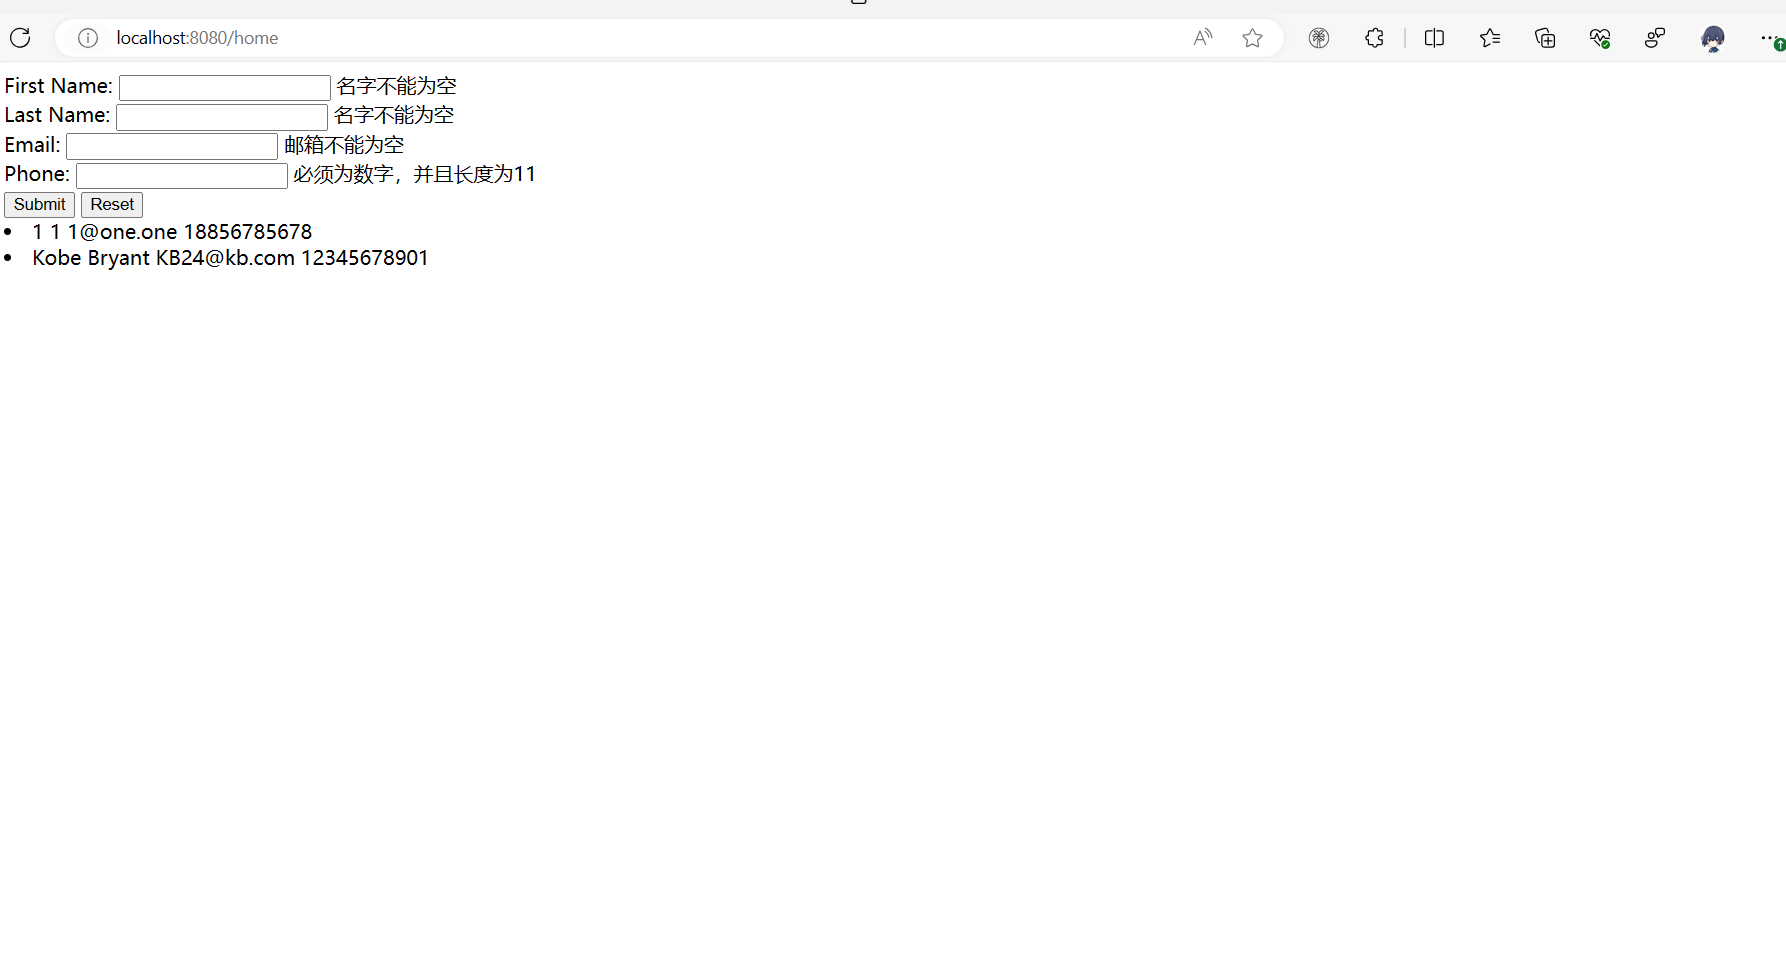 localhost:8080/home
First Name: 名字不能为空
Last Name: 名字不能为空
Email: 邮箱不能为空
Phone: 必须为数字，并且长度为11
Submit Reset
1 1 1@one.one 18856785678
Kobe Bryant KB24@kb.com 12345678901